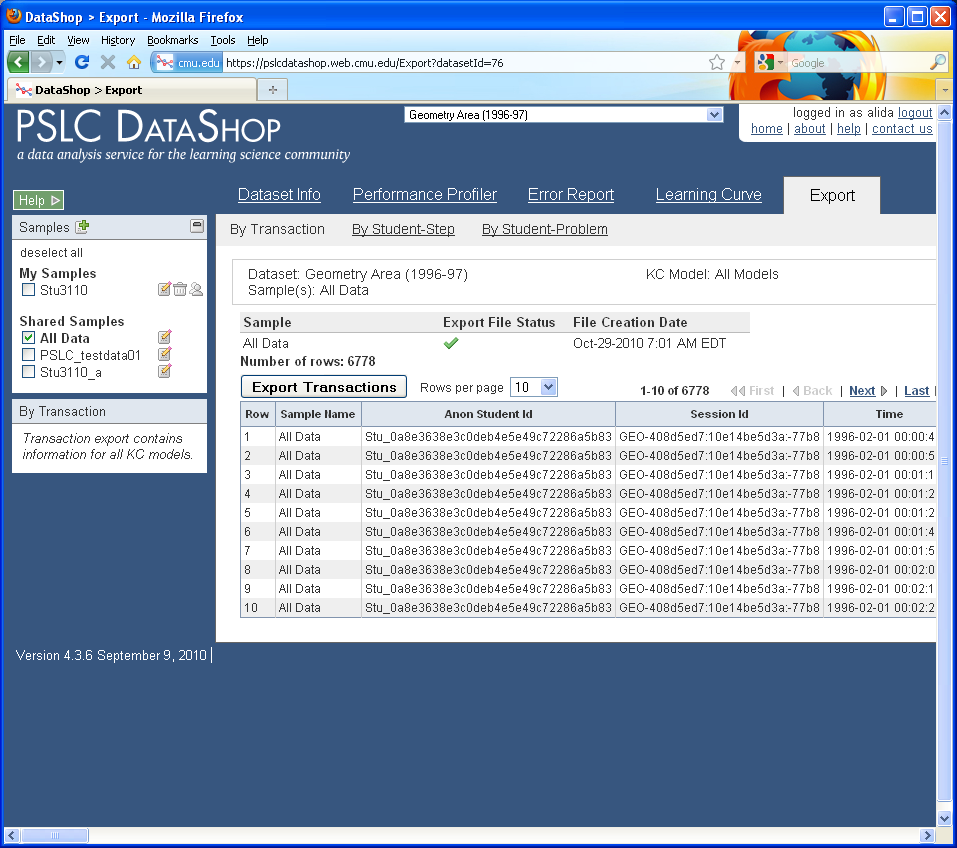 DataShop > Export - Mozilla Firefox
File Edit View History Bookmarks Tools Help
cmu.edu https://pslcdatashop.web.cmu.edu/Export?datasetId=76 Google
DataShop > Export
PSLC DATASHOP
a data analysis service for the learning science community
Geometry Area (1996-97)
logged in as alida logout
home | about | help | contact us
Help
Dataset Info Performance Profiler Error Report Learning Curve Export
By Transaction By Student-Step By Student-Problem
Samples
deselect all
My Samples
Stu3110
Shared Samples
All Data
PSLC_testdata01
Stu3110_a
By Transaction
Transaction export contains
information for all KC models.
Dataset: Geometry Area (1996-97) KC Model: All Models
Sample(s): All Data
Sample Export File Status File Creation Date
All Data Oct-29-2010 7:01 AM EDT
Number of rows: 6778
Export Transactions Rows per page 10 1-10 of 6778 First | Back | Next | Last |
Row Sample Name Anon Student Id Session Id Time
1 All Data Stu_0a8e3638e3c0deb4e5e49c72286a5b83 GEO-408d5ed7:10e14be5d3a:-77b8 1996-02-01 00:00:4
2 All Data Stu_0a8e3638e3c0deb4e5e49c72286a5b83 GEO-408d5ed7:10e14be5d3a:-77b8 1996-02-01 00:00:5
3 All Data Stu_0a8e3638e3c0deb4e5e49c72286a5b83 GEO-408d5ed7:10e14be5d3a:-77b8 1996-02-01 00:01:1
4 All Data Stu_0a8e3638e3c0deb4e5e49c72286a5b83 GEO-408d5ed7:10e14be5d3a:-77b8 1996-02-01 00:01:2
5 All Data Stu_0a8e3638e3c0deb4e5e49c72286a5b83 GEO-408d5ed7:10e14be5d3a:-77b8 1996-02-01 00:01:2
6 All Data Stu_0a8e3638e3c0deb4e5e49c72286a5b83 GEO-408d5ed7:10e14be5d3a:-77b8 1996-02-01 00:01:4
7 All Data Stu_0a8e3638e3c0deb4e5e49c72286a5b83 GEO-408d5ed7:10e14be5d3a:-77b8 1996-02-01 00:01:5
8 All Data Stu_0a8e3638e3c0deb4e5e49c72286a5b83 GEO-408d5ed7:10e14be5d3a:-77b8 1996-02-01 00:02:0
9 All Data Stu_0a8e3638e3c0deb4e5e49c72286a5b83 GEO-408d5ed7:10e14be5d3a:-77b8 1996-02-01 00:02:1
10 All Data Stu_0a8e3638e3c0deb4e5e49c72286a5b83 GEO-408d5ed7:10e14be5d3a:-77b8 1996-02-01 00:02:2
Version 4.3.6 September 9, 2010 |